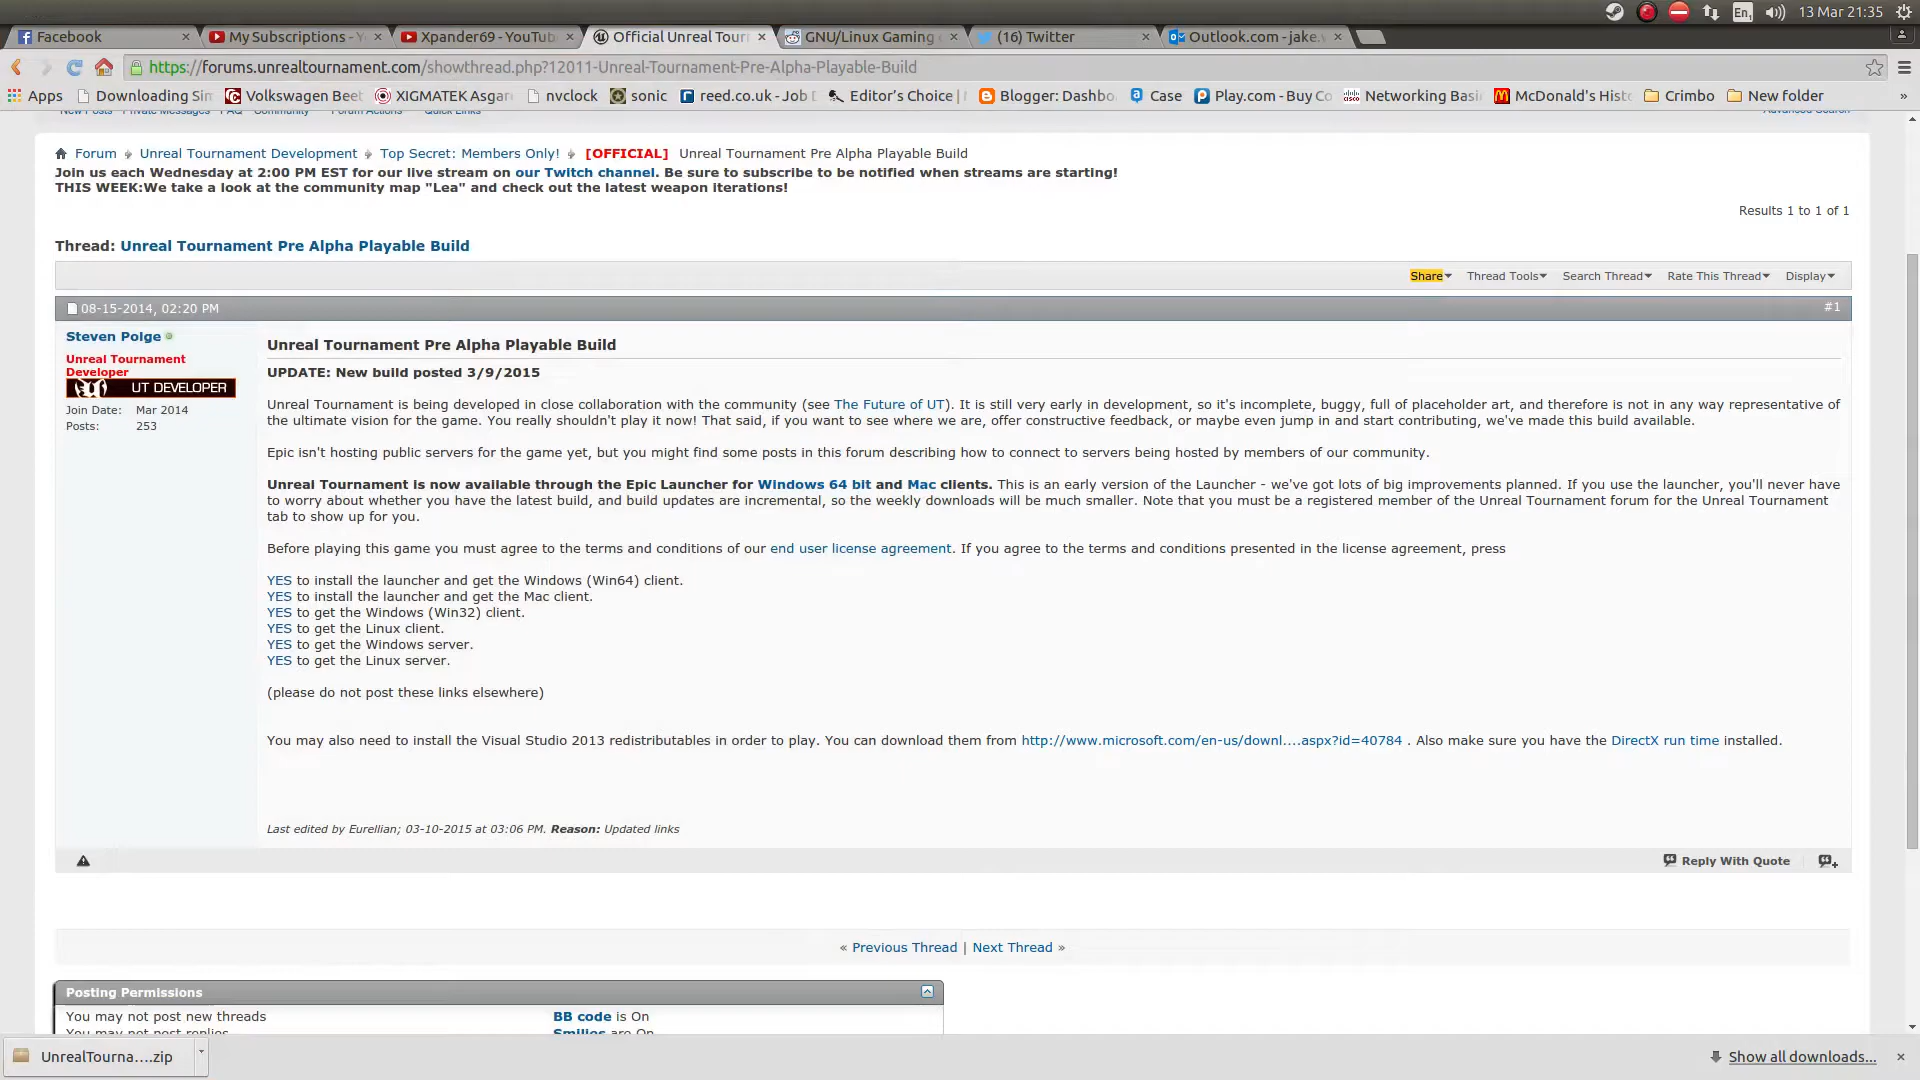 13 Mar 21:35
En
Facebook
My Subscriptions - Y
Xpander69 - YouTub
Official Unreal Tour
GNU/Linux Gaming
(16) Twitter
Outlook.com - jake.
https://forums.unrealtournament.com/showthread.php?12011-Unreal-Tournament-Pre-Alpha-Playable-Build
Apps Downloading Sim Volkswagen Beet XIGMATEK Asgar nvclock sonic reed.co.uk - Job Editor's Choice | Blogger: Dashbo Case Play.com - Buy Co Networking Basi McDonald's Hist Crimbo New folder »
New Posts Private Messages FAQ Community Forum Actions Quick Links Advanced Search
Forum Unreal Tournament Development Top Secret: Members Only! [OFFICIAL] Unreal Tournament Pre Alpha Playable Build
Join us each Wednesday at 2:00 PM EST for our live stream on our Twitch channel. Be sure to subscribe to be notified when streams are starting!
THIS WEEK:We take a look at the community map "Lea" and check out the latest weapon iterations!
Results 1 to 1 of 1
Thread: Unreal Tournament Pre Alpha Playable Build
Share Thread Tools Search Thread Rate This Thread Display
08-15-2014, 02:20 PM #1
Steven Polge
Unreal Tournament
Developer
UT DEVELOPER
Join Date: Mar 2014
Posts: 253
Unreal Tournament Pre Alpha Playable Build
UPDATE: New build posted 3/9/2015
Unreal Tournament is being developed in close collaboration with the community (see The Future of UT). It is still very early in development, so it's incomplete, buggy, full of placeholder art, and therefore is not in any way representative of
the ultimate vision for the game. You really shouldn't play it now! That said, if you want to see where we are, offer constructive feedback, or maybe even jump in and start contributing, we've made this build available.
Epic isn't hosting public servers for the game yet, but you might find some posts in this forum describing how to connect to servers being hosted by members of our community.
Unreal Tournament is now available through the Epic Launcher for Windows 64 bit and Mac clients. This is an early version of the Launcher - we've got lots of big improvements planned. If you use the launcher, you'll never have
to worry about whether you have the latest build, and build updates are incremental, so the weekly downloads will be much smaller. Note that you must be a registered member of the Unreal Tournament forum for the Unreal Tournament
tab to show up for you.
Before playing this game you must agree to the terms and conditions of our end user license agreement. If you agree to the terms and conditions presented in the license agreement, press
YES to install the launcher and get the Windows (Win64) client.
YES to install the launcher and get the Mac client.
YES to get the Windows (Win32) client.
YES to get the Linux client.
YES to get the Windows server.
YES to get the Linux server.
(please do not post these links elsewhere)
You may also need to install the Visual Studio 2013 redistributables in order to play. You can download them from http://www.microsoft.com/en-us/downl....aspx?id=40784 . Also make sure you have the DirectX run time installed.
Last edited by Eurellian; 03-10-2015 at 03:06 PM. Reason: Updated links
Reply With Quote
« Previous Thread | Next Thread »
Posting Permissions
You may not post new threads
BB code is On
You may not post replies
Smilies are On
UnrealTourna....zip
Show all downloads...